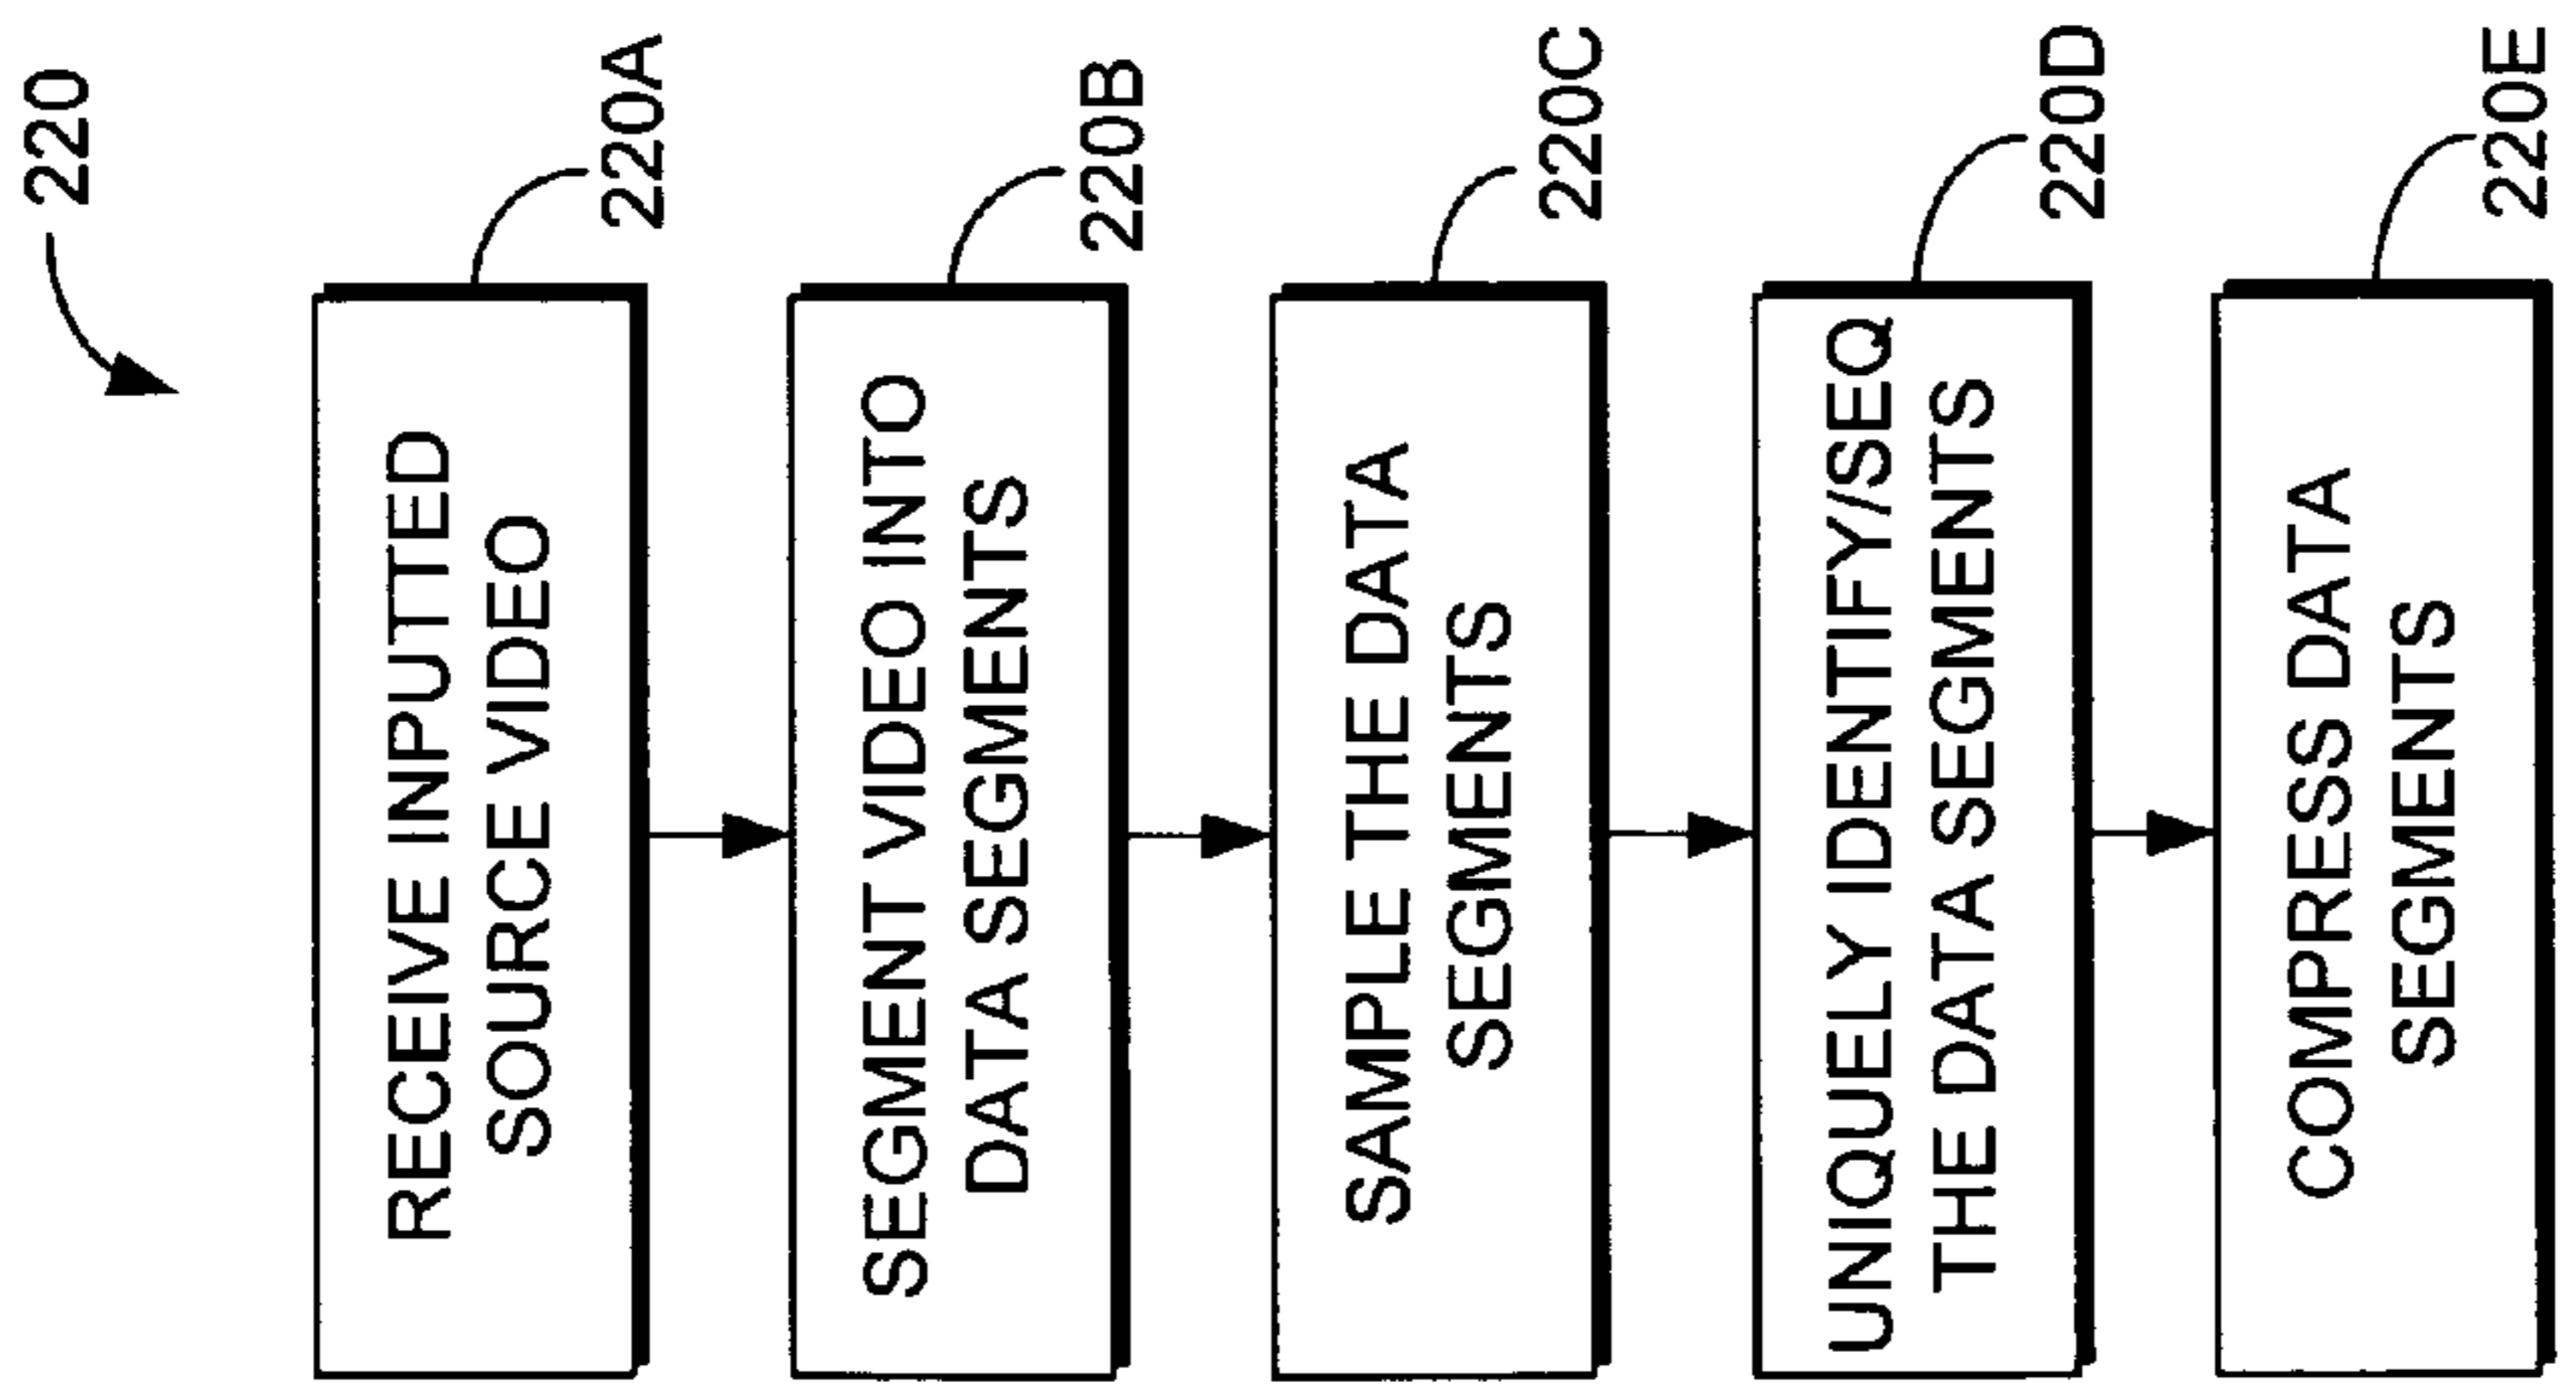 220
RECEIVE INPUTTED
SOURCE VIDEO
220A
SEGMENT VIDEO INTO
DATA SEGMENTS
220B
SAMPLE THE DATA
SEGMENTS
220C
UNIQUELY IDENTIFY/SEQ
THE DATA SEGMENTS
220D
COMPRESS DATA
SEGMENTS
220E